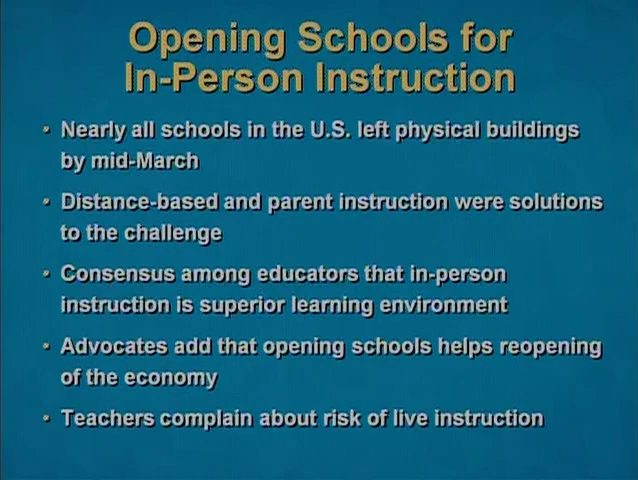 Opening Schools for
In-Person Instruction
• Nearly all schools in the U.S. left physical buildings
by mid-March
• Distance-based and parent instruction were solutions
to the challenge
• Consensus among educators that in-person
instruction is superior learning environment
• Advocates add that opening schools helps reopening
of the economy
• Teachers complain about risk of live instruction